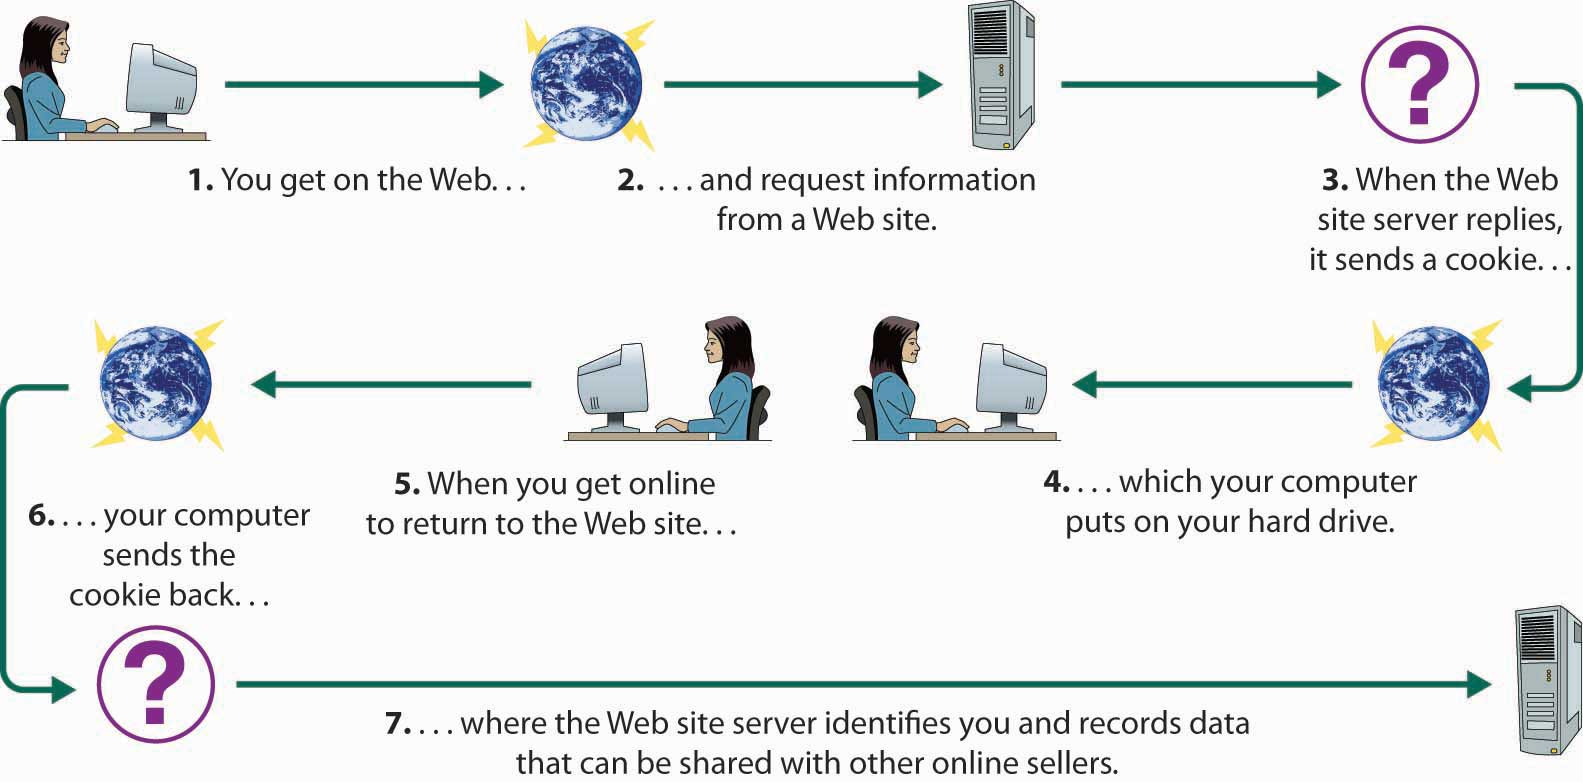 1. You get on the Web. . .
2. . . . and request information
from a Web site.
3. When the Web
site server replies,
it sends a cookie. . .
4. . . . which your computer
puts on your hard drive.
5. When you get online
to return to the Web site. . .
6. . . . your computer
sends the
cookie back. . .
7. . . . where the Web site server identifies you and records data
that can be shared with other online sellers.